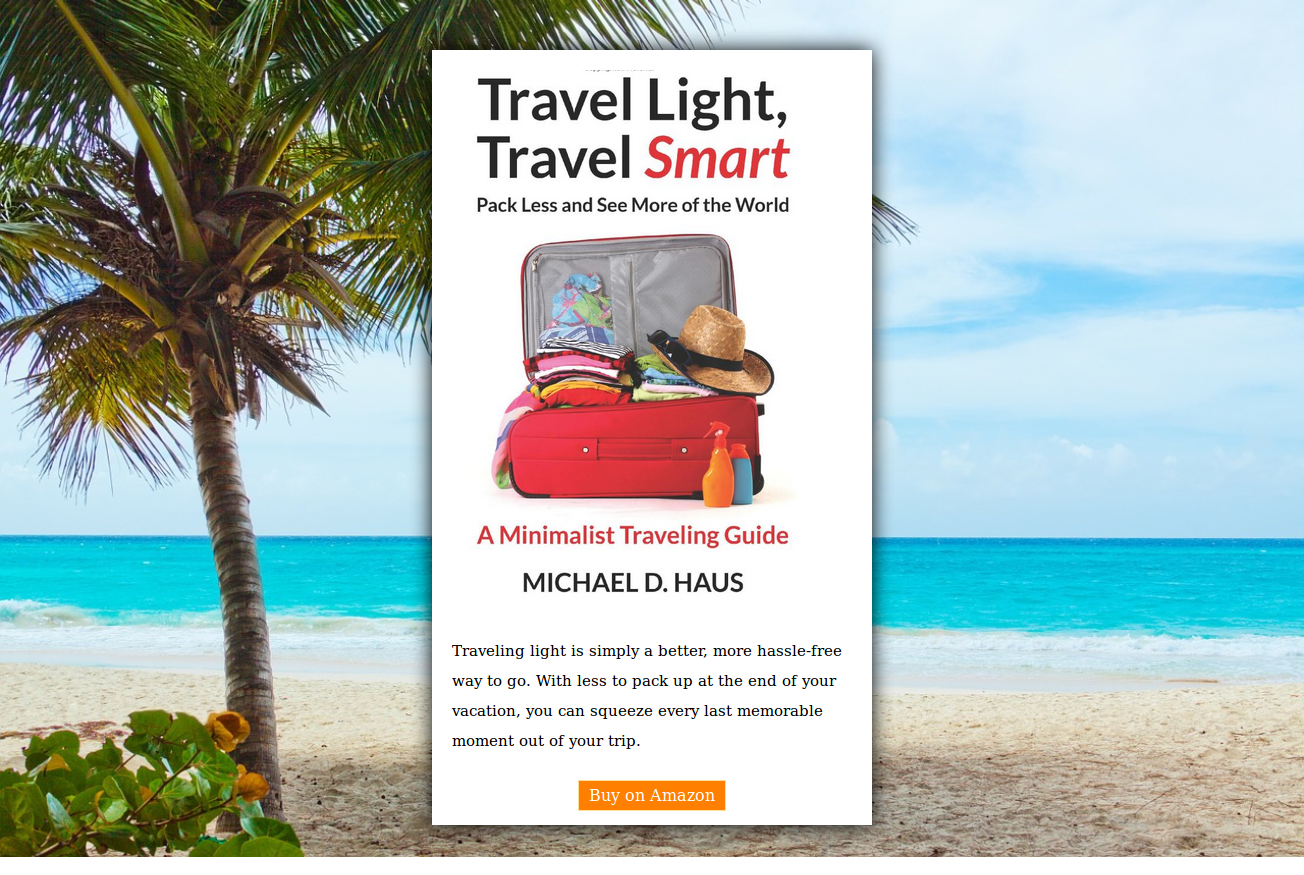 Travel Light,
Travel Smart
Pack Less and See More of the World
A Minimalist Traveling Guide
MICHAEL D. HAUS
Traveling light is simply a better, more hassle-free
way to go. With less to pack up at the end of your
vacation, you can squeeze every last memorable
moment out of your trip.
Buy on Amazon